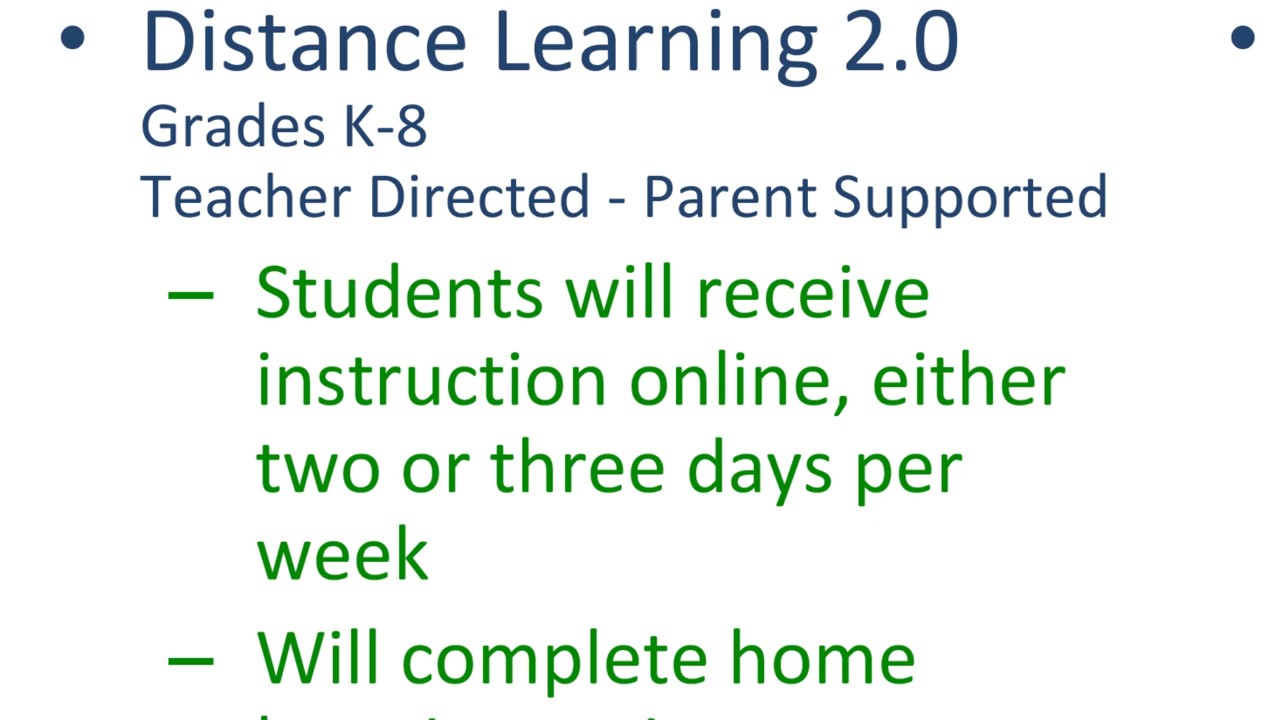 • Distance Learning 2.0 •
Grades K-8
Teacher Directed - Parent Supported
– Students will receive
instruction online, either
two or three days per
week
– Will complete home